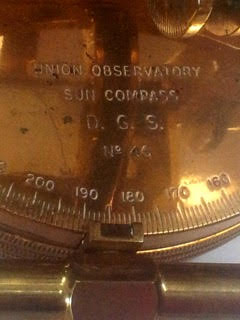 UNION OBSERVATORY
SUN COMPASS
D. G. S.
Nº 46
200 190 180 170 160